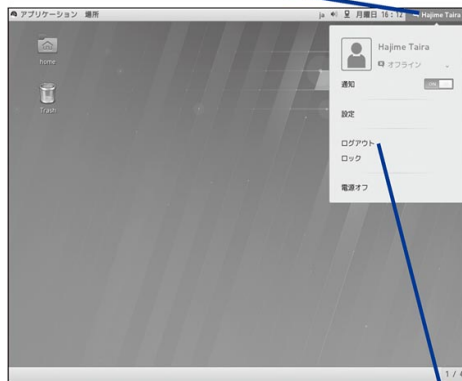 アプリケーション 場所 ja 月曜日 16:12 Hajime Taira
home
Trash
Hajime Taira
オフライン
通知
設定
ログアウト
ロック
電源オフ
1 / 4